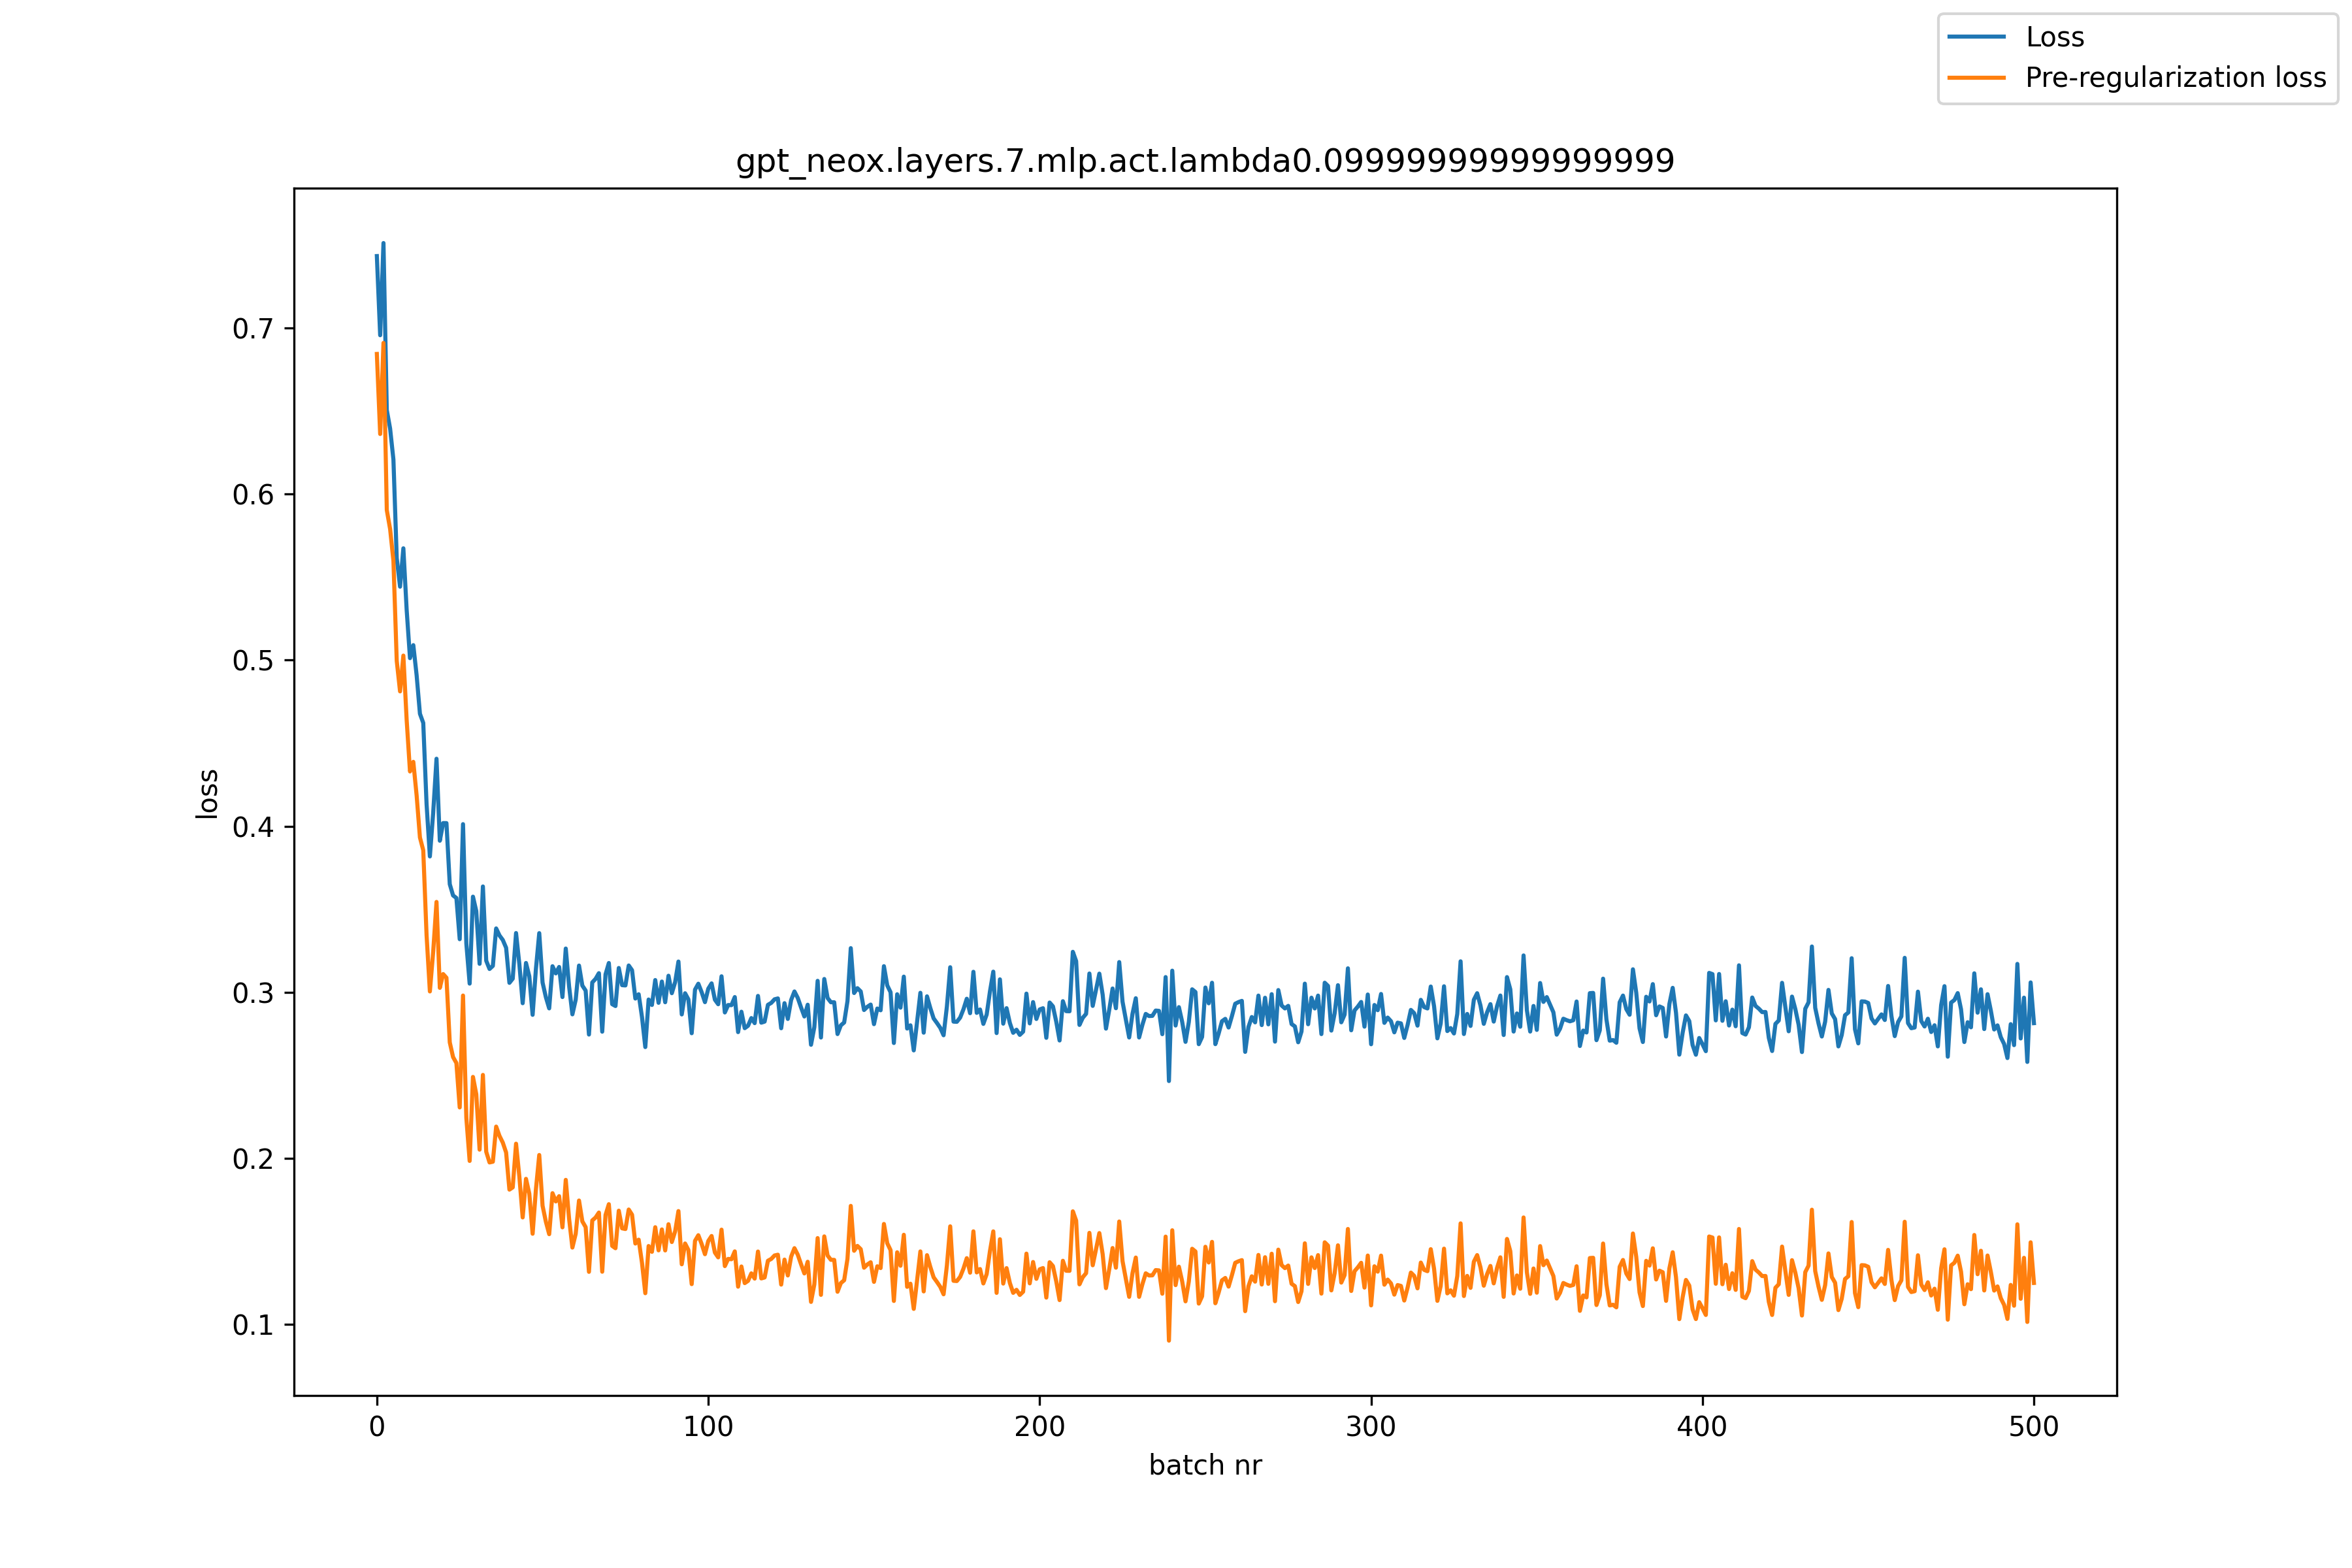 Loss
Pre-regularization loss
gpt_neox.layers.7.mlp.act.lambda0.09999999999999999
0.7
0.6
0.5
0.4
0.3
0.2
0.1
loss
0 100 200 300 400 500
batch nr